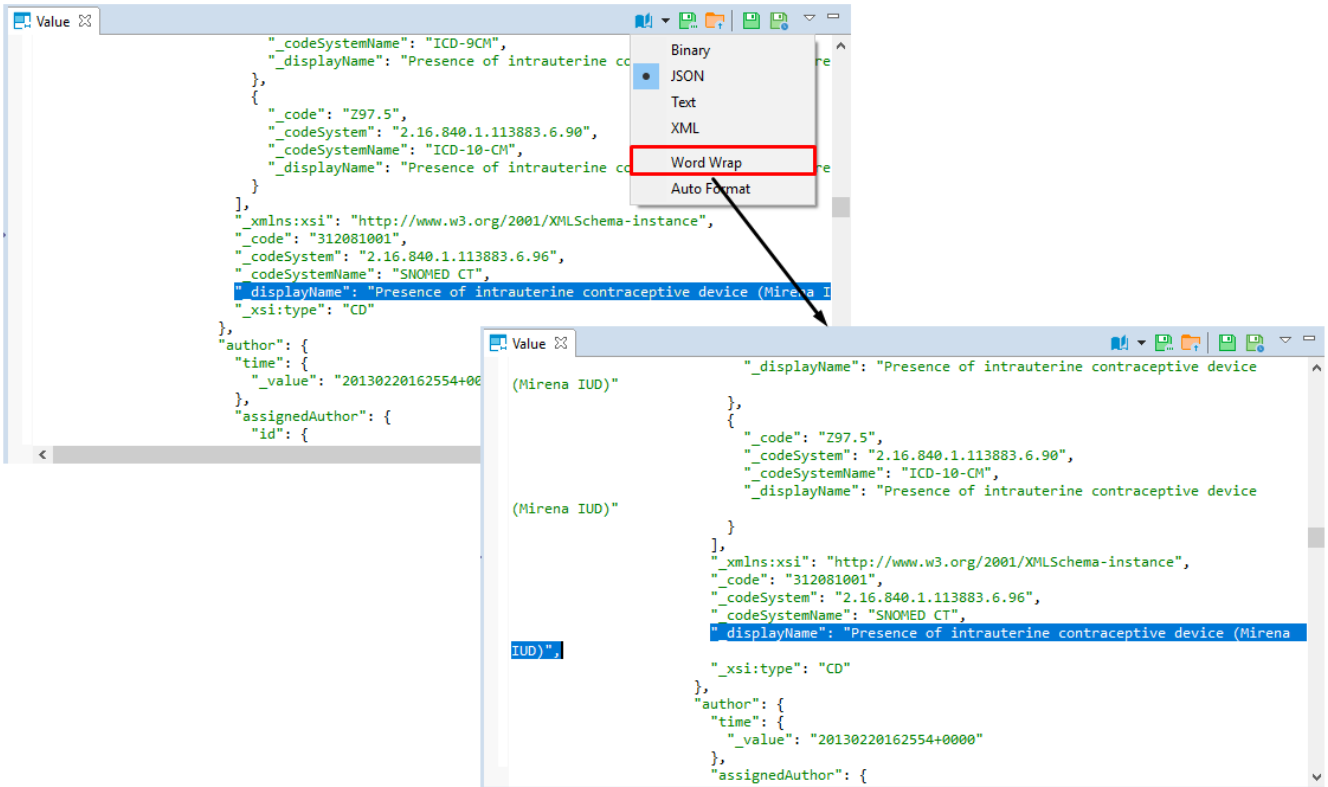 Value
"_codeSystemName": "ICD-9CM",
"_displayName": "Presence of intrauterine co
re
},
{
"_code": "Z97.5",
"_codeSystem": "2.16.840.1.113883.6.90",
"_codeSystemName": "ICD-10-CM",
"_displayName": "Presence of intrauterine co
re
}
],
"_xmlns:xsi": "http://www.w3.org/2001/XMLSchema-instance",
"_code": "312081001",
"_codeSystem": "2.16.840.1.113883.6.96",
"_codeSystemName": "SNOMED CT",
"_displayName": "Presence of intrauterine contraceptive device (Mirena I
"_xsi:type": "CD"
},
"author": {
"time": {
"_value": "20130220162554+00
},
"assignedAuthor": {
"id": {
Binary
JSON
Text
XML
Word Wrap
Auto Format
Value
"_displayName": "Presence of intrauterine contraceptive device
(Mirena IUD)"
},
{
"_code": "Z97.5",
"_codeSystem": "2.16.840.1.113883.6.90",
"_codeSystemName": "ICD-10-CM",
"_displayName": "Presence of intrauterine contraceptive device
(Mirena IUD)"
}
],
"_xmlns:xsi": "http://www.w3.org/2001/XMLSchema-instance",
"_code": "312081001",
"_codeSystem": "2.16.840.1.113883.6.96",
"_codeSystemName": "SNOMED CT",
"_displayName": "Presence of intrauterine contraceptive device (Mirena
IUD)",
"_xsi:type": "CD"
},
"author": {
"time": {
"_value": "20130220162554+0000"
},
"assignedAuthor": {